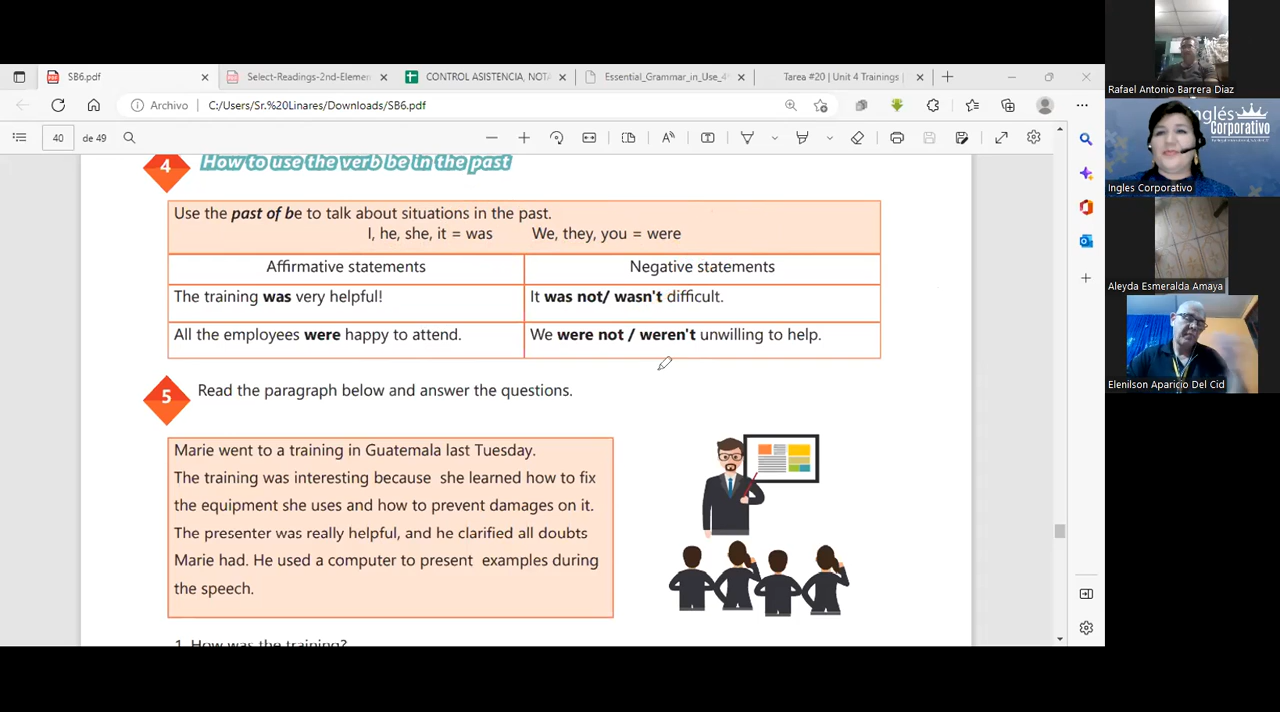 SB6.pdf
Select-Readings-2nd-Elemen
CONTROL ASISTENCIA, NOTA
Essential_Grammar_in_Use_4
Tarea #20 | Unit 4 Trainings |
Archivo
C:/Users/Sr.%20Linares/Downloads/SB6.pdf
40
de 49
4
How to use the verb be in the past
Use the past of be to talk about situations in the past.
I, he, she, it = was We, they, you = were
Affirmative statements
Negative statements
The training was very helpful!
It was not/ wasn't difficult.
All the employees were happy to attend.
We were not / weren't unwilling to help.
5
Read the paragraph below and answer the questions.
Marie went to a training in Guatemala last Tuesday.
The training was interesting because she learned how to fix
the equipment she uses and how to prevent damages on it.
The presenter was really helpful, and he clarified all doubts
Marie had. He used a computer to present examples during
the speech.
1. How was the training?
Rafael Antonio Barrera Diaz
Inglés
Corporativo
Ingles Corporativo
Aleyda Esmeralda Amaya
Elenilson Aparicio Del Cid